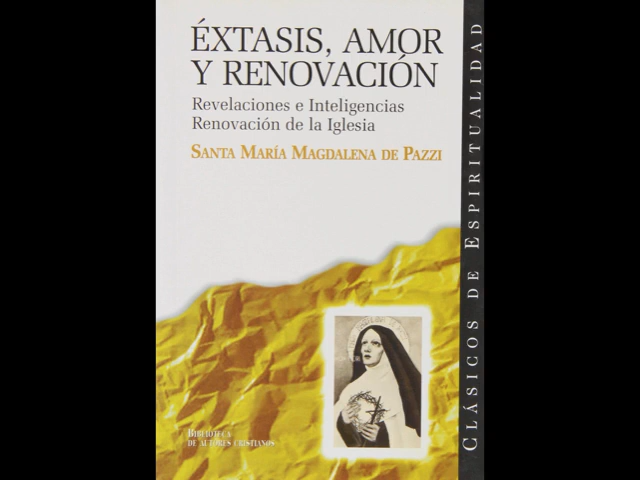 ÉXTASIS, AMOR
Y RENOVACIÓN
Revelaciones e Inteligencias
Renovación de la Iglesia
SANTA MARÍA MAGDALENA DE PAZZI
CLÁSICOS DE ESPIRITUALIDAD
BIBLIOTECA
DE AUTORES CRISTIANOS